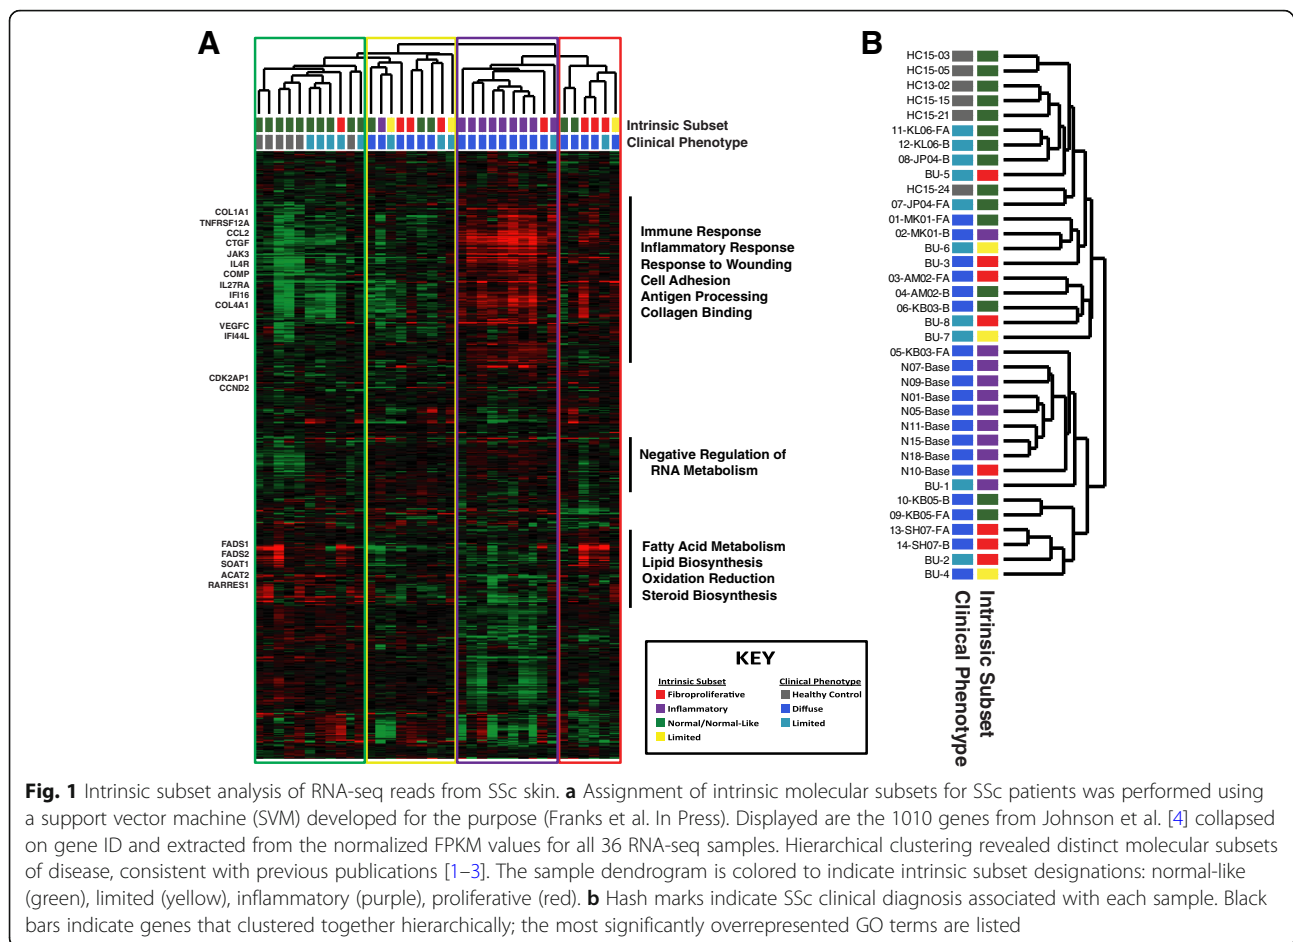 A
Intrinsic Subset
Clinical Phenotype
COL1A1
TNFRSF12A
CCL2
CTGF
JAK3
IL4R
COMP
IL27RA
IFI16
COL4A1
VEGFC
IFI44L
CDK2AP1
CCND2
FADS1
FADS2
SOAT1
ACAT2
RARRES1
Immune Response
Inflammatory Response
Response to Wounding
Cell Adhesion
Antigen Processing
Collagen Binding
Negative Regulation of
RNA Metabolism
Fatty Acid Metabolism
Lipid Biosynthesis
Oxidation Reduction
Steroid Biosynthesis
KEY
Intrinsic Subset
Fibroproliferative
Inflammatory
Normal/Normal-Like
Limited
Clinical Phenotype
Healthy Control
Diffuse
Limited
B
HC15-03
HC15-05
HC13-02
HC15-15
HC15-21
11-KL06-FA
12-KL06-B
08-JP04-B
BU-5
HC15-24
07-JP04-FA
01-MK01-FA
02-MK01-B
BU-6
BU-3
03-AM02-FA
04-AM02-B
06-KB03-B
BU-8
BU-7
05-KB03-FA
N07-Base
N09-Base
N01-Base
N05-Base
N11-Base
N15-Base
N18-Base
N10-Base
BU-1
10-KB05-B
09-KB05-FA
13-SH07-FA
14-SH07-B
BU-2
BU-4
Intrinsic Subset
Clinical Phenotype
Fig. 1 Intrinsic subset analysis of RNA-seq reads from SSc skin. a Assignment of intrinsic molecular subsets for SSc patients was performed using
a support vector machine (SVM) developed for the purpose (Franks et al. In Press). Displayed are the 1010 genes from Johnson et al. [4] collapsed
on gene ID and extracted from the normalized FPKM values for all 36 RNA-seq samples. Hierarchical clustering revealed distinct molecular subsets
of disease, consistent with previous publications [1–3]. The sample dendrogram is colored to indicate intrinsic subset designations: normal-like
(green), limited (yellow), inflammatory (purple), proliferative (red). b Hash marks indicate SSc clinical diagnosis associated with each sample. Black
bars indicate genes that clustered together hierarchically; the most significantly overrepresented GO terms are listed